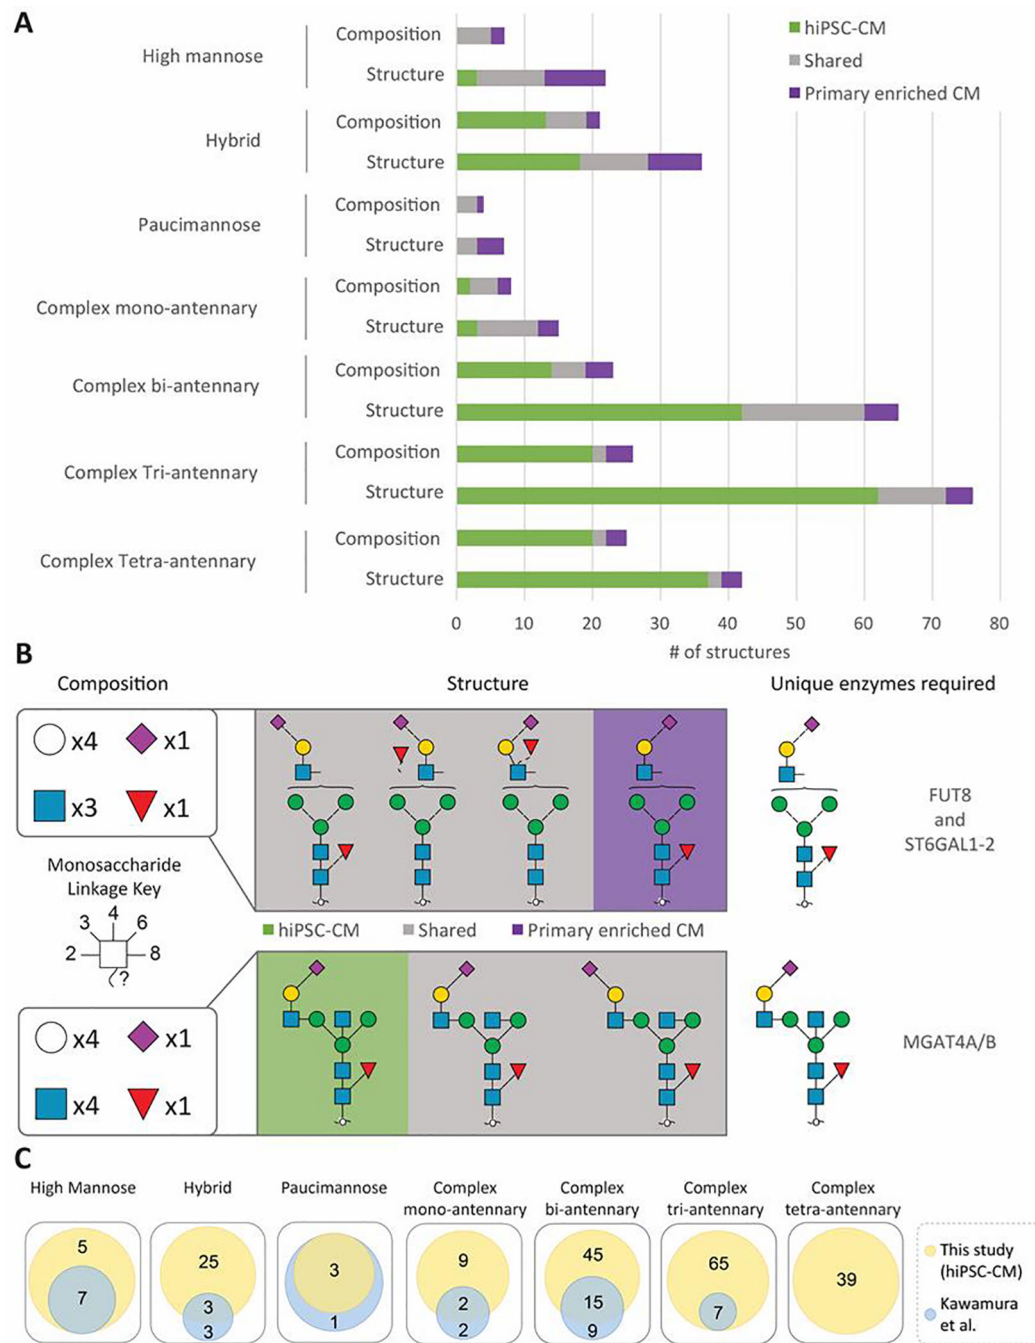 A
hiPSC-CM
Shared
Primary enriched CM
High mannose
Composition
Structure
Hybrid
Composition
Structure
Paucimannose
Composition
Structure
Complex mono-antennary
Composition
Structure
Complex bi-antennary
Composition
Structure
Complex Tri-antennary
Composition
Structure
Complex Tetra-antennary
Composition
Structure
0 10 20 30 40 50 60 70 80
# of structures
B
Composition Structure Unique enzymes required
x4 x1
x3 x1
FUT8
and
ST6GAL1-2
Monosaccharide
Linkage Key
2 3 4 6 8 ?
hiPSC-CM Shared Primary enriched CM
x4 x1
x4 x1
MGAT4A/B
C
High Mannose
5
7
Hybrid
25
3
3
Paucimannose
3
1
Complex
mono-antennary
9
2
2
Complex
bi-antennary
45
15
9
Complex
tri-antennary
65
7
Complex
tetra-antennary
39
This study
(hiPSC-CM)
Kawamura
et al.